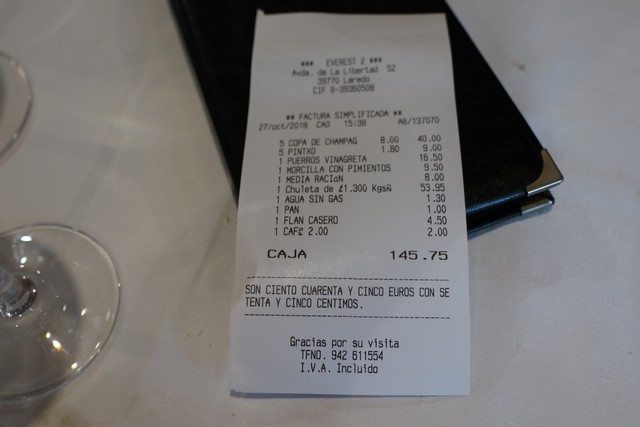 *** EVEREST 2 ***
Avda. de La Libertad 52
39770 Laredo
CIF B-39360508
** FACTURA SIMPLIFICADA **
27/oct/2018 CA0 15:38 AB/137070
5 COPA DE CHAMPAG 8.00 40.00
5 PINTXO 1.80 9.00
1 PUERROS VINAGRETA 16.50
1 MORCILLA CON PIMIENTOS 9.50
1 MEDIA RACIoN 8.00
1 Chuleta de £1.300 Kgsñ 53.95
1 AGUA SIN GAS 1.30
1 PAN 1.00
1 FLAN CASERO 4.50
1 CAFé 2.00 2.00
CAJA 145.75
SON CIENTO CUARENTA Y CINCO EUROS CON SE
TENTA Y CINCO CENTIMOS.
Gracias por su visita
TFNO. 942 611554
I.V.A. Incluido